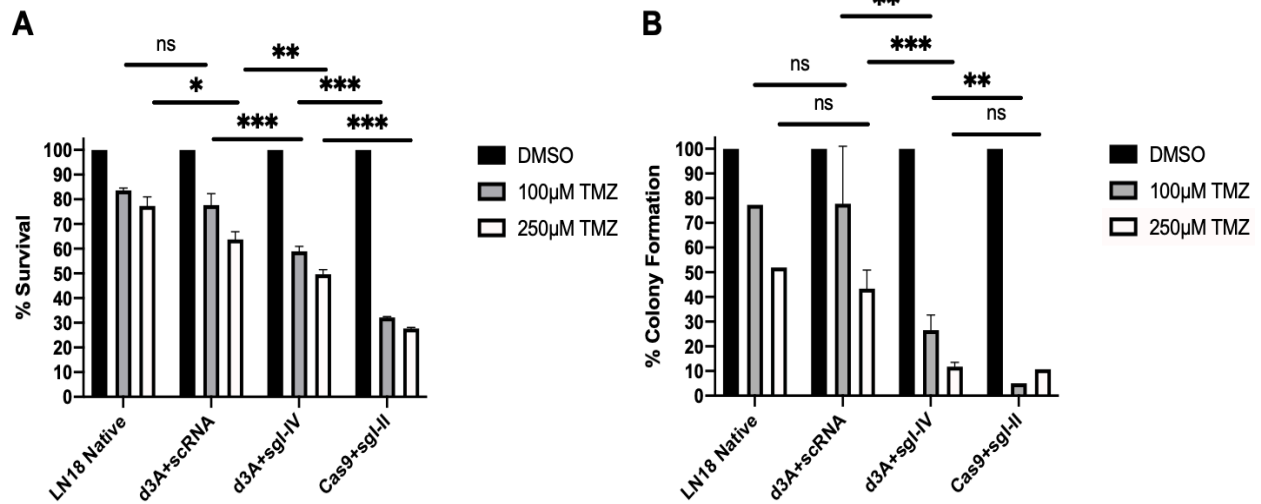 A
ns
**
*
***
***
***
100
90
80
70
60
50
40
30
20
10
0
% Survival
LN18 Native
d3A+scRNA
d3A+sgI-IV
Cas9+sgI-II
DMSO
100µM TMZ
250µM TMZ
B
**
***
ns
**
ns
ns
100
90
80
70
60
50
40
30
20
10
0
% Colony Formation
LN18 Native
d3A+scRNA
d3A+sgI-IV
Cas9+sgI-II
DMSO
100µM TMZ
250µM TMZ